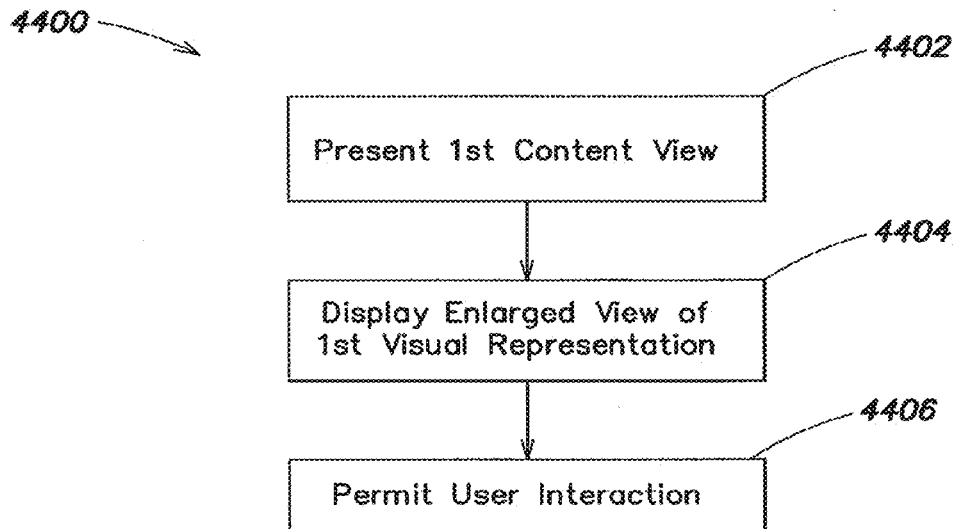 4400
4402
Present 1st Content View
4404
Display Enlarged View of
1st Visual Representation
4406
Permit User Interaction